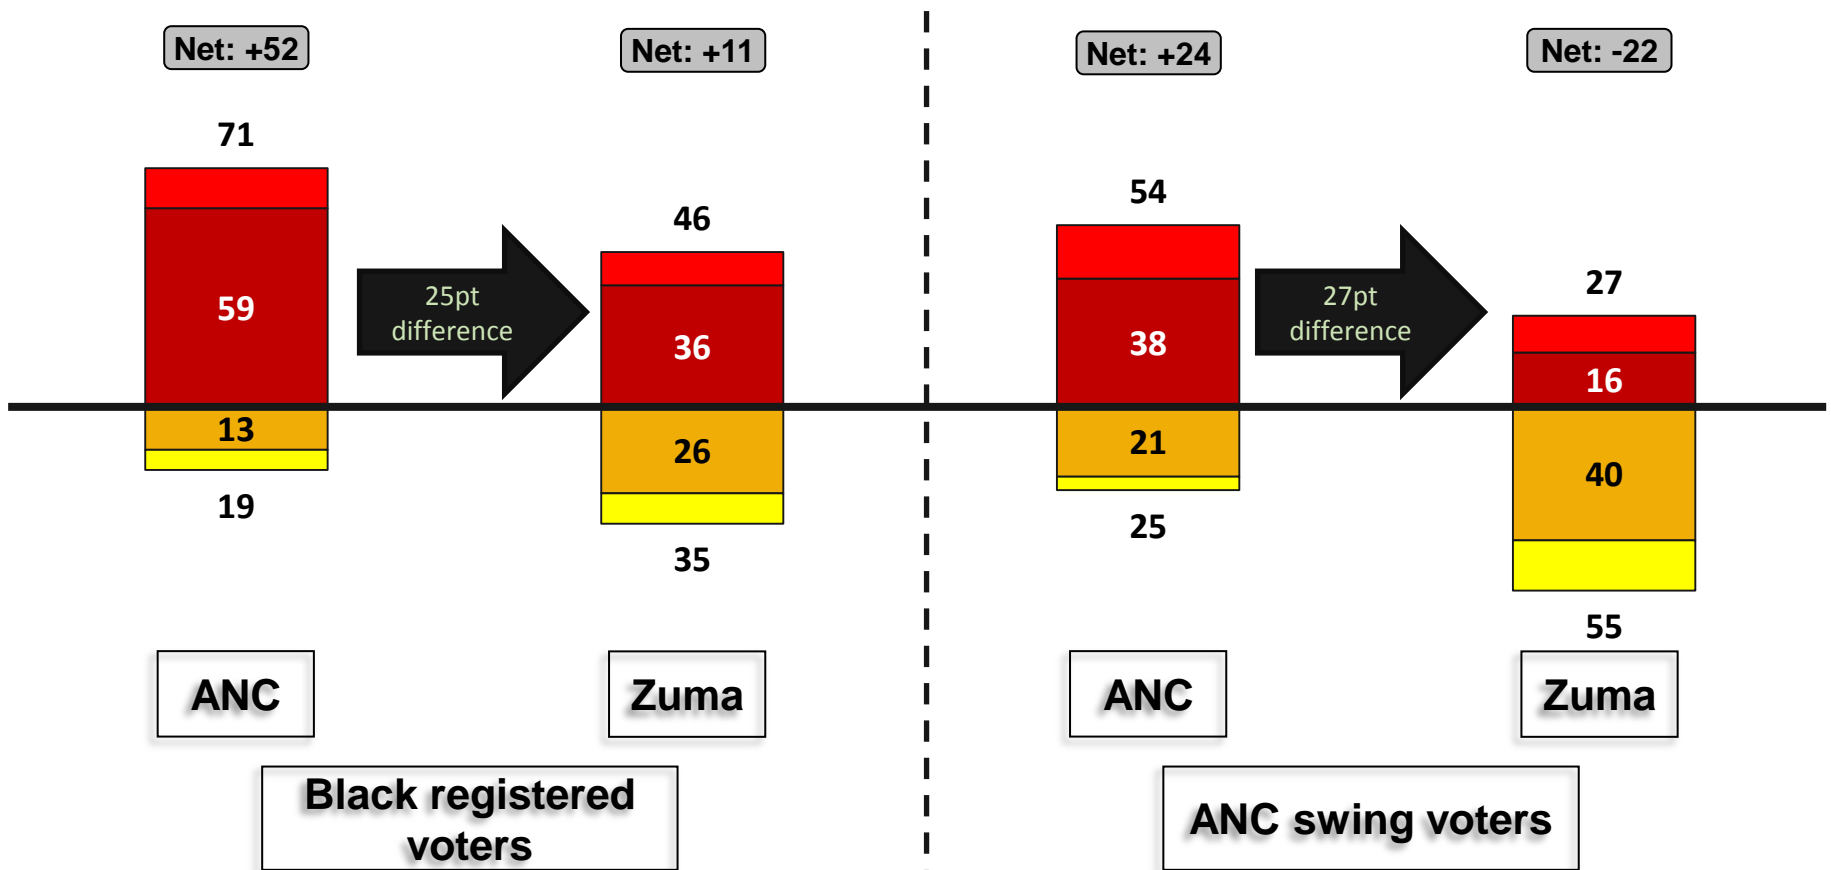 Net: +52
Net: +11
Net: +24
Net: -22
71
46
54
27
59
25pt
difference
36
38
27pt
difference
16
13
26
21
40
19
35
25
55
ANC
Zuma
ANC
Zuma
Black registered
voters
ANC swing voters